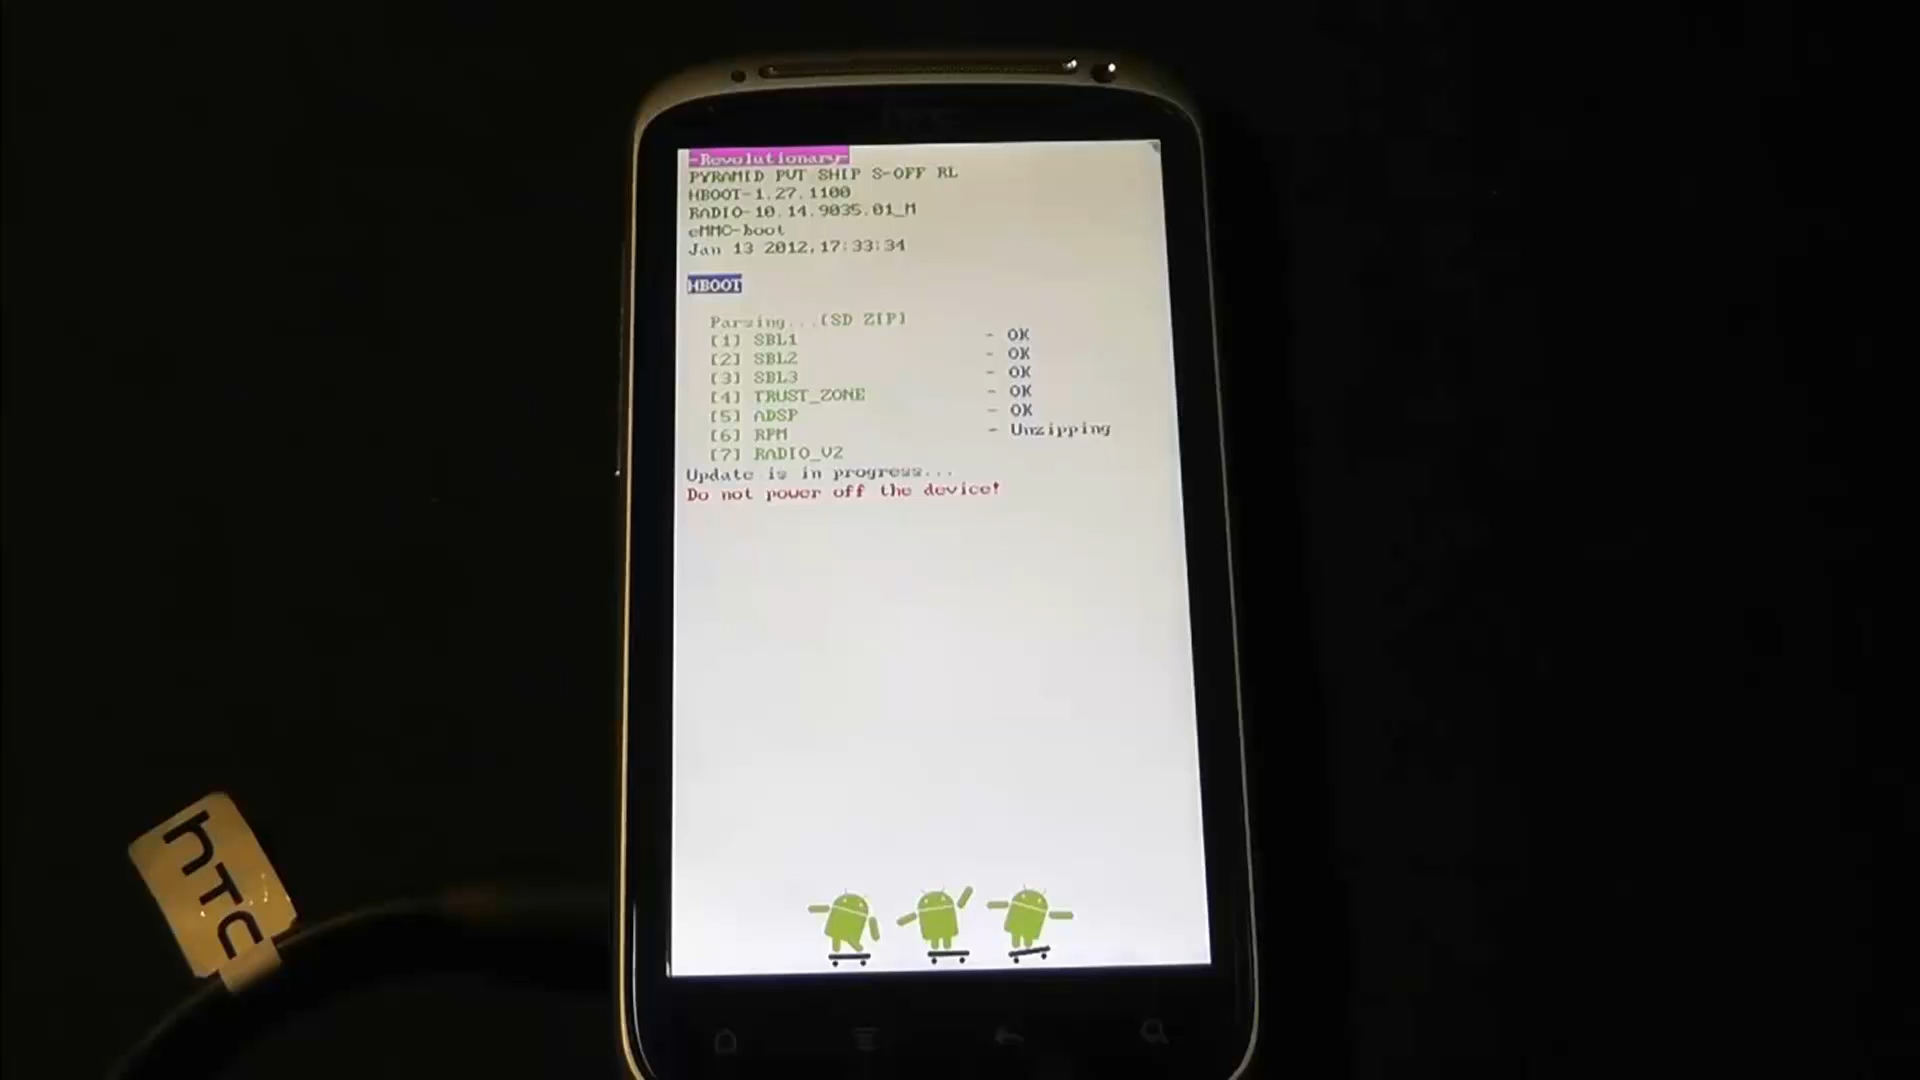 -Revolutionary-
PYRAMID PVT SHIP S-OFF RL
HBOOT-1.27.1100
RADIO-10.14.9035.01_M
eMMC-boot
Jan 13 2012,17:33:34
HBOOT
Parsing...[SD ZIP]
[1] SBL1 - OK
[2] SBL2 - OK
[3] SBL3 - OK
[4] TRUST_ZONE - OK
[5] ADSP - OK
[6] RPM - Unzipping
[7] RADIO_V2
Update is in progress...
Do not power off the device!
hTC